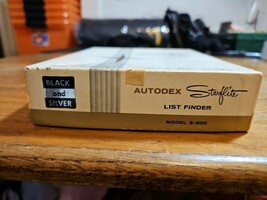 BLACK
and
SILVER
AUTODEX Starflite
LIST FINDER
MODEL S-900